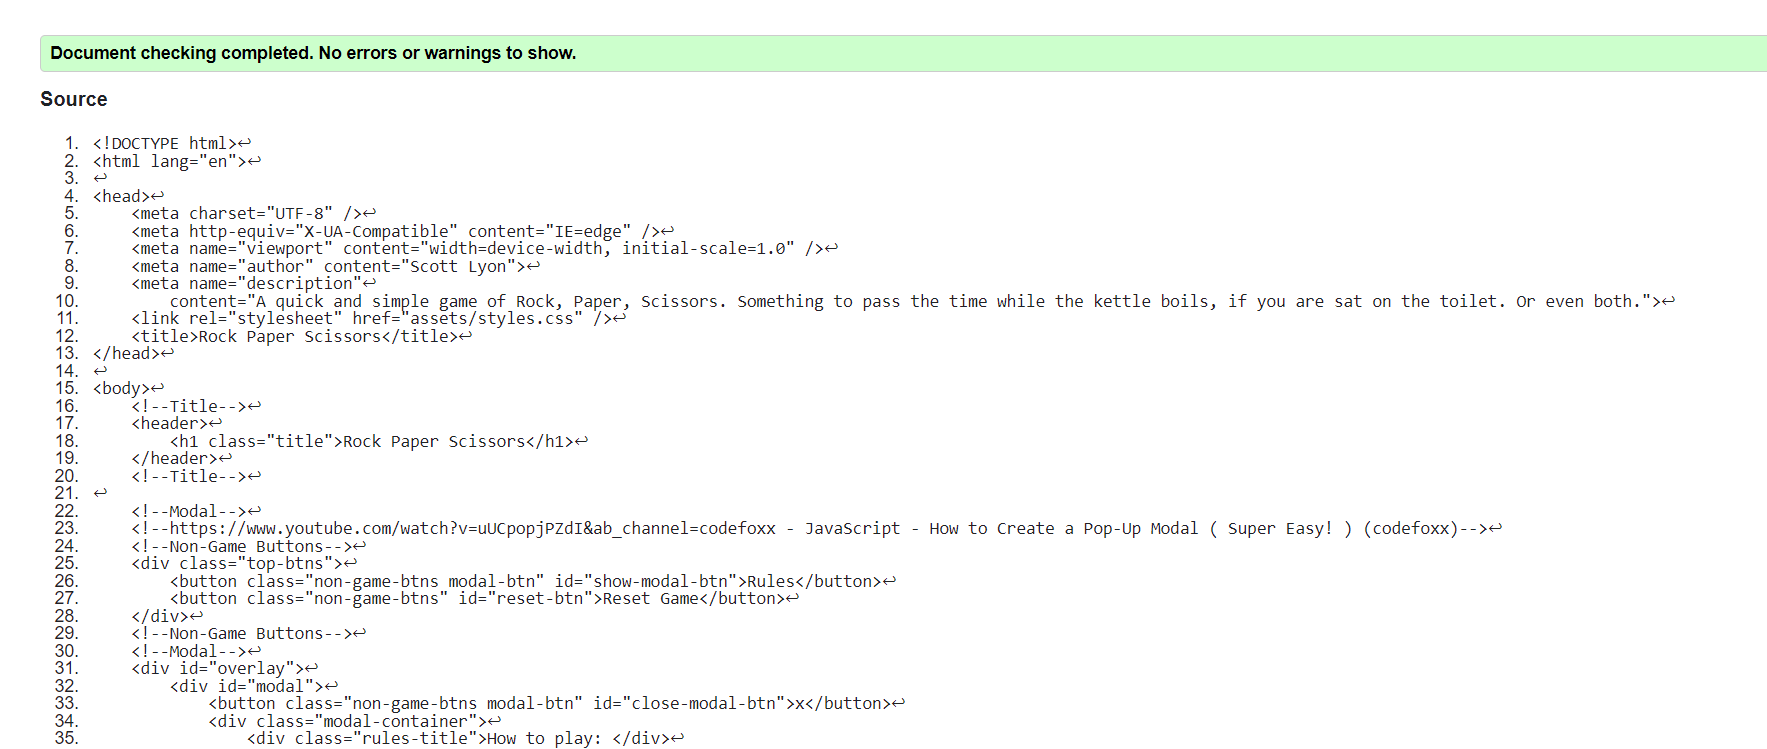 Document checking completed. No errors or warnings to show.
Source
1. <!DOCTYPE html>↩
2. <html lang="en">↩
3. ↩
4. <head>↩
5.     <meta charset="UTF-8" />↩
6.     <meta http-equiv="X-UA-Compatible" content="IE=edge" />↩
7.     <meta name="viewport" content="width=device-width, initial-scale=1.0" />↩
8.     <meta name="author" content="Scott Lyon">↩
9.     <meta name="description"↩
10.         content="A quick and simple game of Rock, Paper, Scissors. Something to pass the time while the kettle boils, if you are sat on the toilet. Or even both.">↩
11.     <link rel="stylesheet" href="assets/styles.css" />↩
12.     <title>Rock Paper Scissors</title>↩
13. </head>↩
14. ↩
15. <body>↩
16.     <!--Title-->↩
17.     <header>↩
18.         <h1 class="title">Rock Paper Scissors</h1>↩
19.     </header>↩
20.     <!--Title-->↩
21. ↩
22.     <!--Modal-->↩
23.     <!--https://www.youtube.com/watch?v=uUCpopjPZdI&ab_channel=codefoxx - JavaScript - How to Create a Pop-Up Modal ( Super Easy! ) (codefoxx)-->↩
24.     <!--Non-Game Buttons-->↩
25.     <div class="top-btns">↩
26.         <button class="non-game-btns modal-btn" id="show-modal-btn">Rules</button>↩
27.         <button class="non-game-btns" id="reset-btn">Reset Game</button>↩
28.     </div>↩
29.     <!--Non-Game Buttons-->↩
30.     <!--Modal-->↩
31.     <div id="overlay">↩
32.         <div id="modal">↩
33.             <button class="non-game-btns modal-btn" id="close-modal-btn">x</button>↩
34.             <div class="modal-container">↩
35.                 <div class="rules-title">How to play: </div>↩